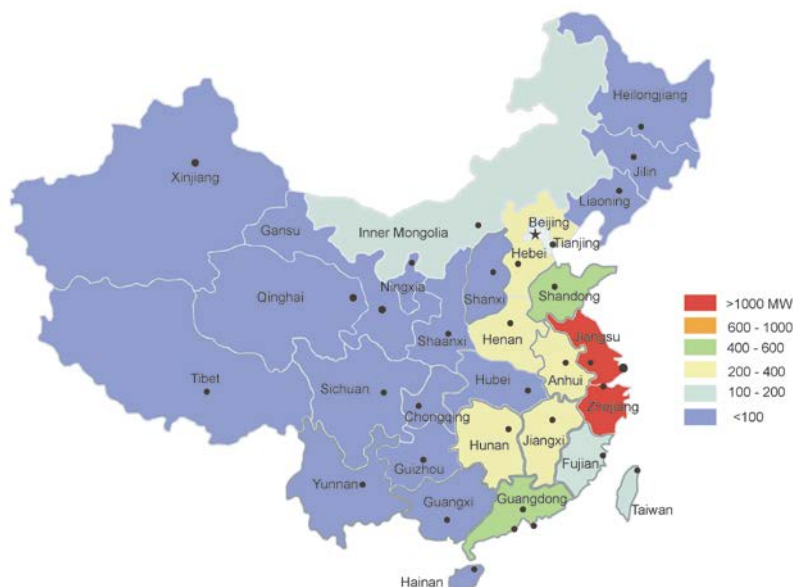 Heilongjiang
Jilin
Xinjiang
Liaoning
Beijing
Gansu
Inner Mongolia
Tianjing
Hebei
Ningxia
Qinghai
Shanxi
Shandong
>1000 MW
600 - 1000
Jiangsu
Shaanxi
Henan
400 - 600
200 - 400
Anhui
Tibet
Sichuan
Hubei
100 - 200
Chongqing
Zhejiang
<100
Hunan
Jiangxi
Guizhou
Fujian
Yunnan
Guangxi
Guangdong
Taiwan
Hainan